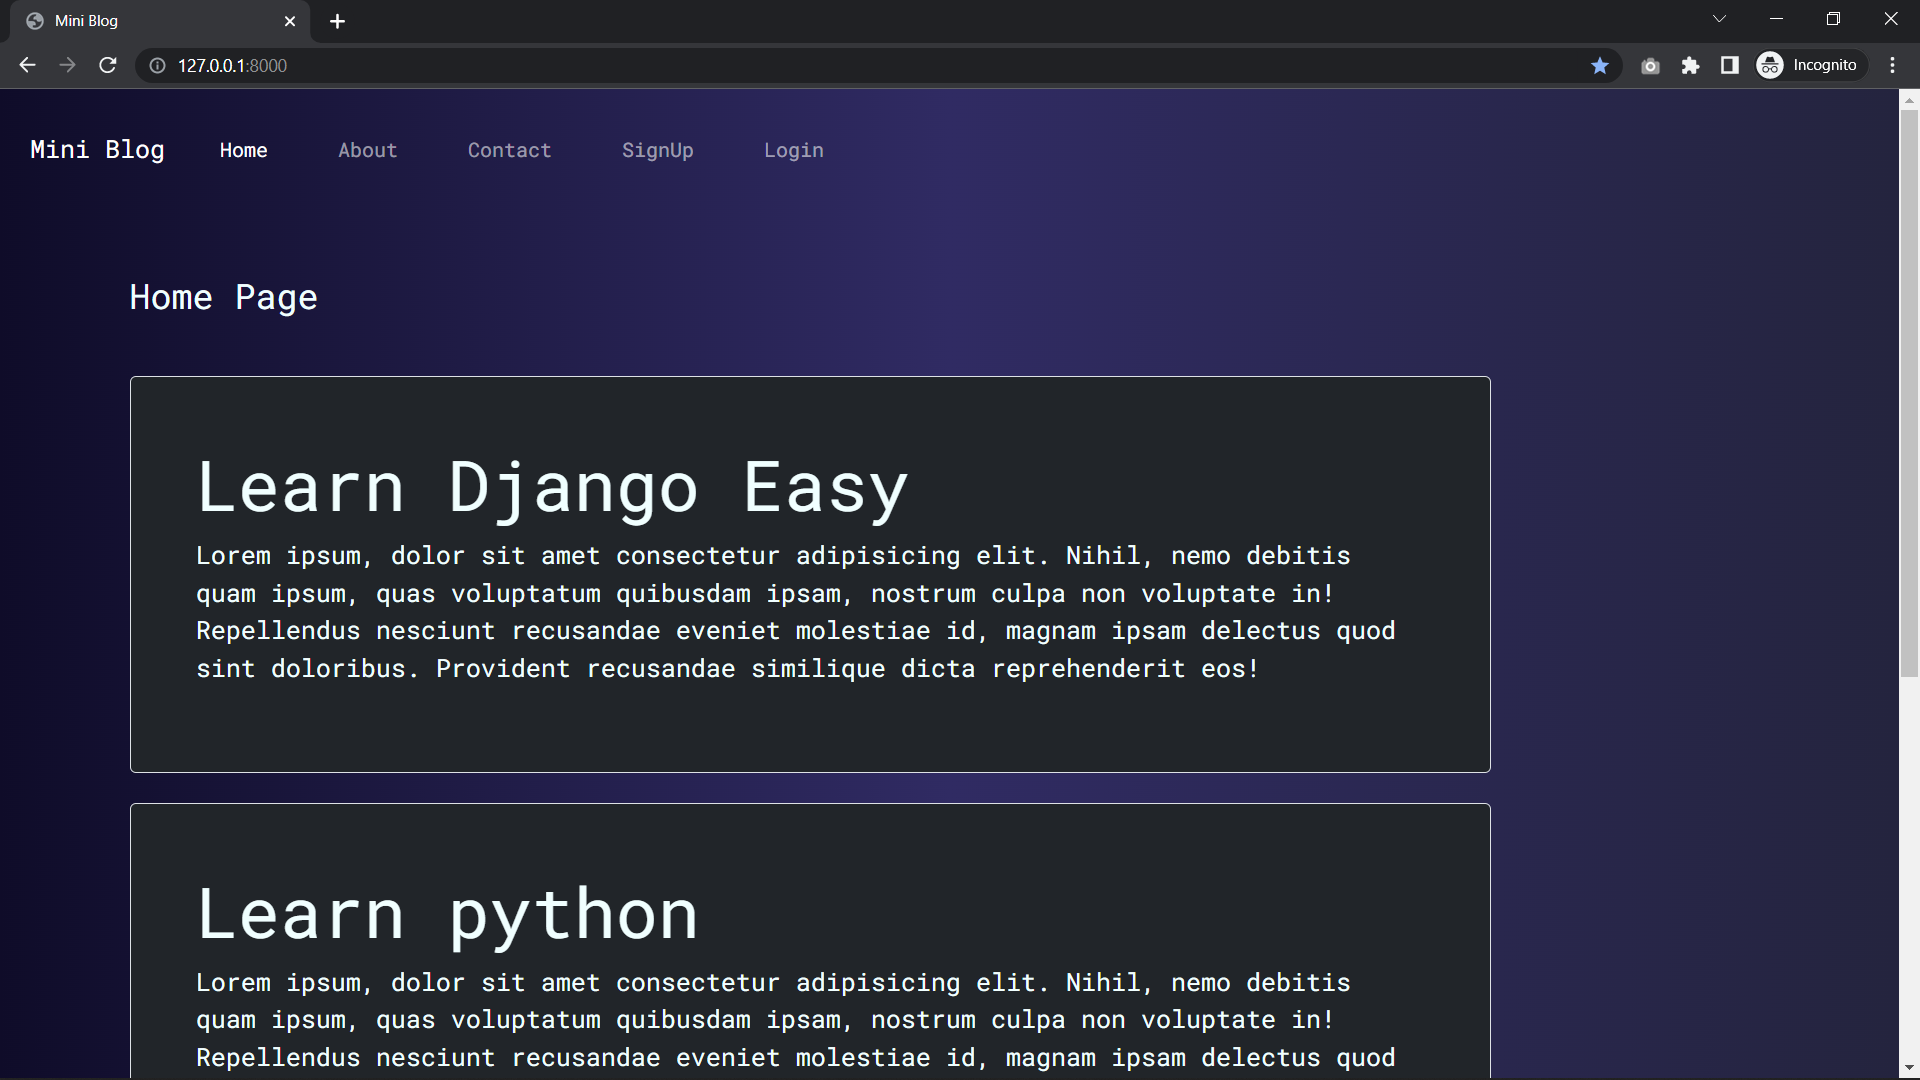 Mini Blog
127.0.0.1:8000
Incognito
Mini Blog Home About Contact SignUp Login
Home Page
Learn Django Easy
Lorem ipsum, dolor sit amet consectetur adipisicing elit. Nihil, nemo debitis
quam ipsum, quas voluptatum quibusdam ipsam, nostrum culpa non voluptate in!
Repellendus nesciunt recusandae eveniet molestiae id, magnam ipsam delectus quod
sint doloribus. Provident recusandae similique dicta reprehenderit eos!
Learn python
Lorem ipsum, dolor sit amet consectetur adipisicing elit. Nihil, nemo debitis
quam ipsum, quas voluptatum quibusdam ipsam, nostrum culpa non voluptate in!
Repellendus nesciunt recusandae eveniet molestiae id, magnam ipsam delectus quod